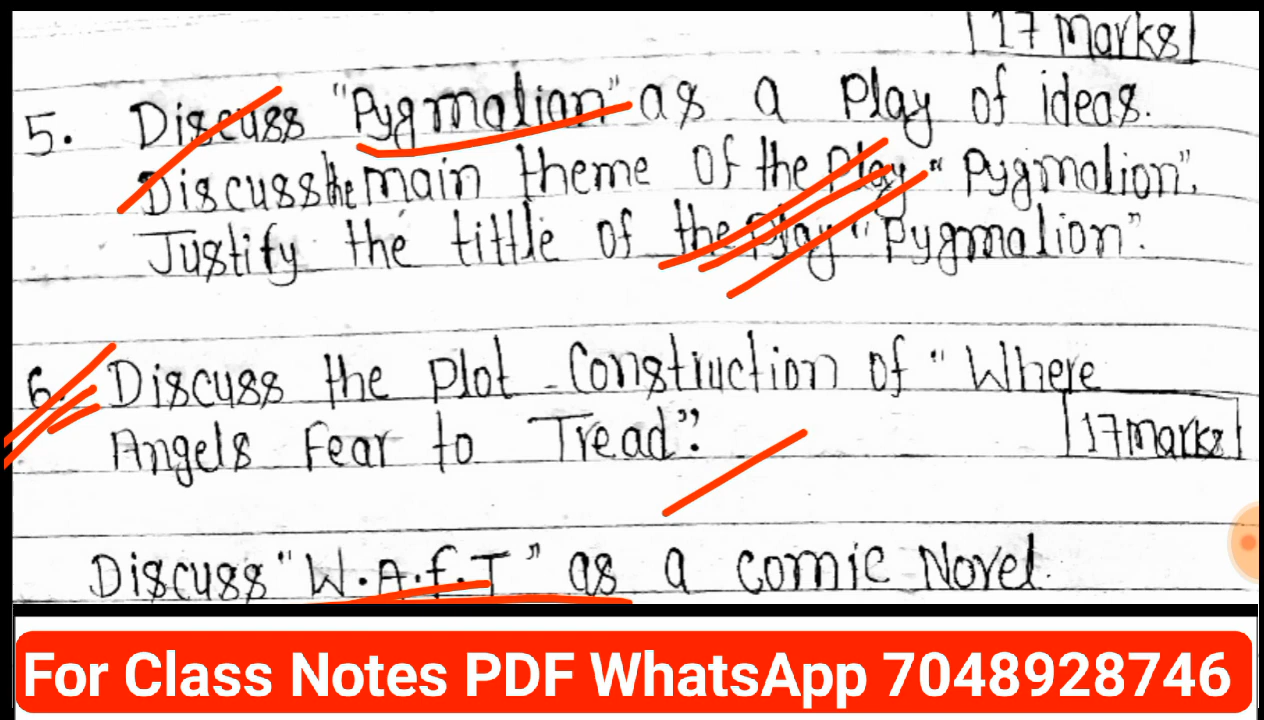 17 Marks
5. Discuss "Pygmalian" as a Play of ideas.
Discuss the main theme of the Play "Pygmalion".
Justify the tittle of the Play "Pygmalion".
6. Discuss the Plot Construction of "Where
Angels Fear to Tread".
17 Marks
Discuss "W.A.f.T" as a comic Novel.
For Class Notes PDF WhatsApp 7048928746